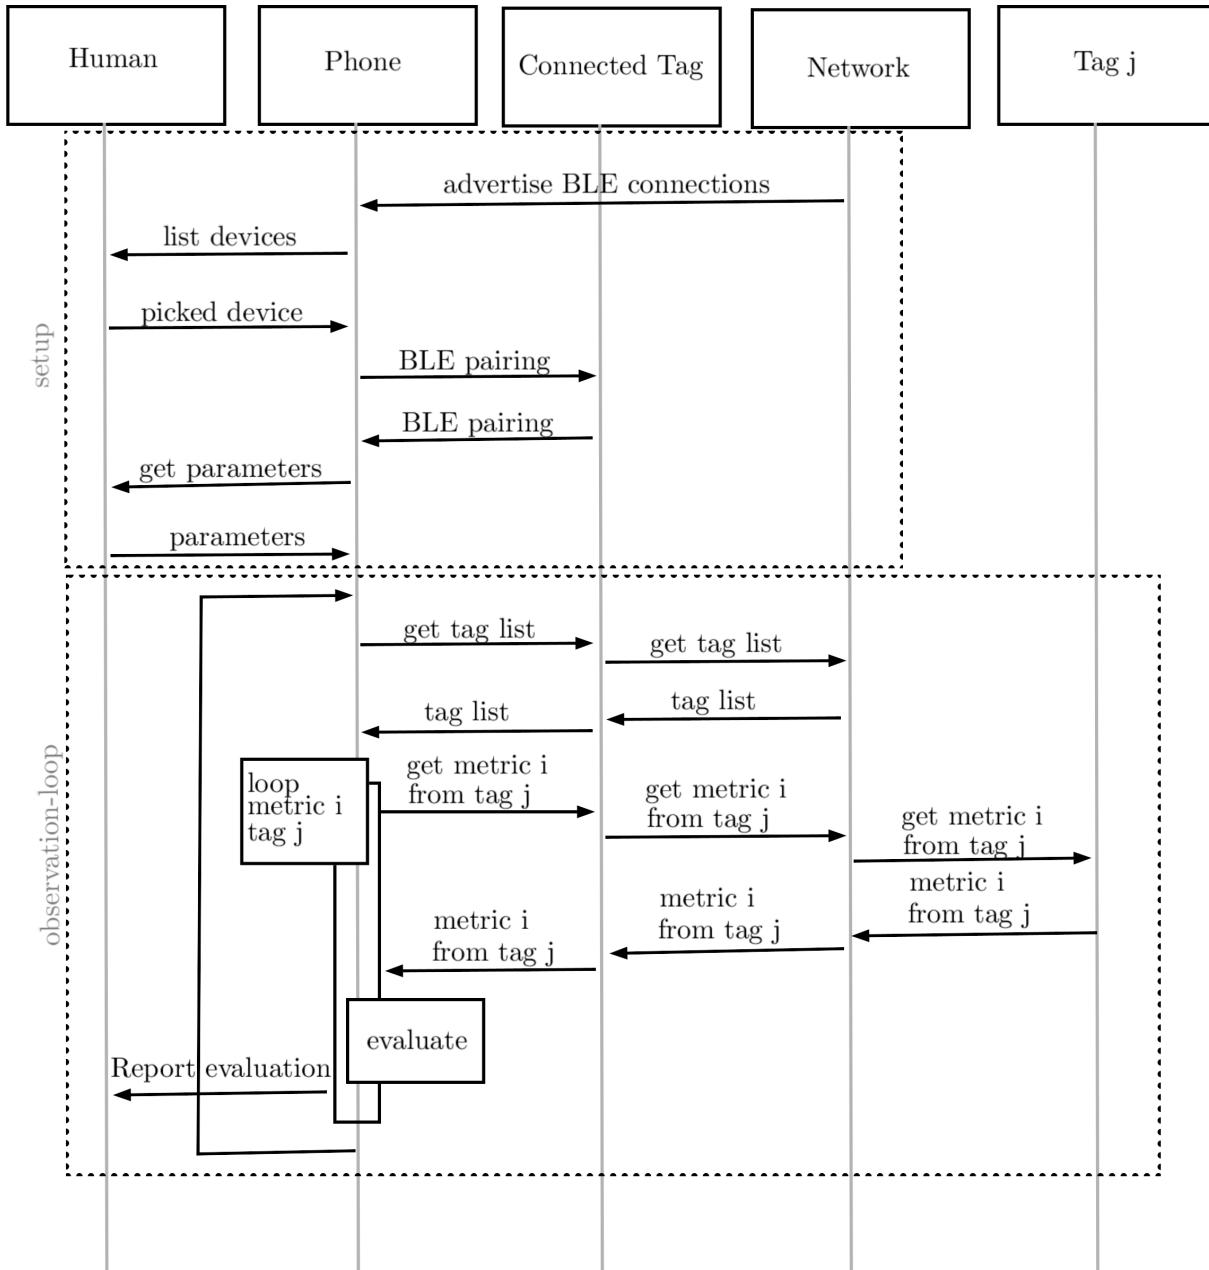 Human
Phone
Connected Tag
Network
Tag j
advertise BLE connections
list devices
picked device
setup
BLE pairing
BLE pairing
get parameters
parameters
get tag list
get tag list
tag list
tag list
observation-loop
loop
metric i
tag j
get metric i
from tag j
get metric i
from tag j
get metric i
from tag j
metric i
from tag j
metric i
from tag j
metric i
from tag j
evaluate
Report evaluation